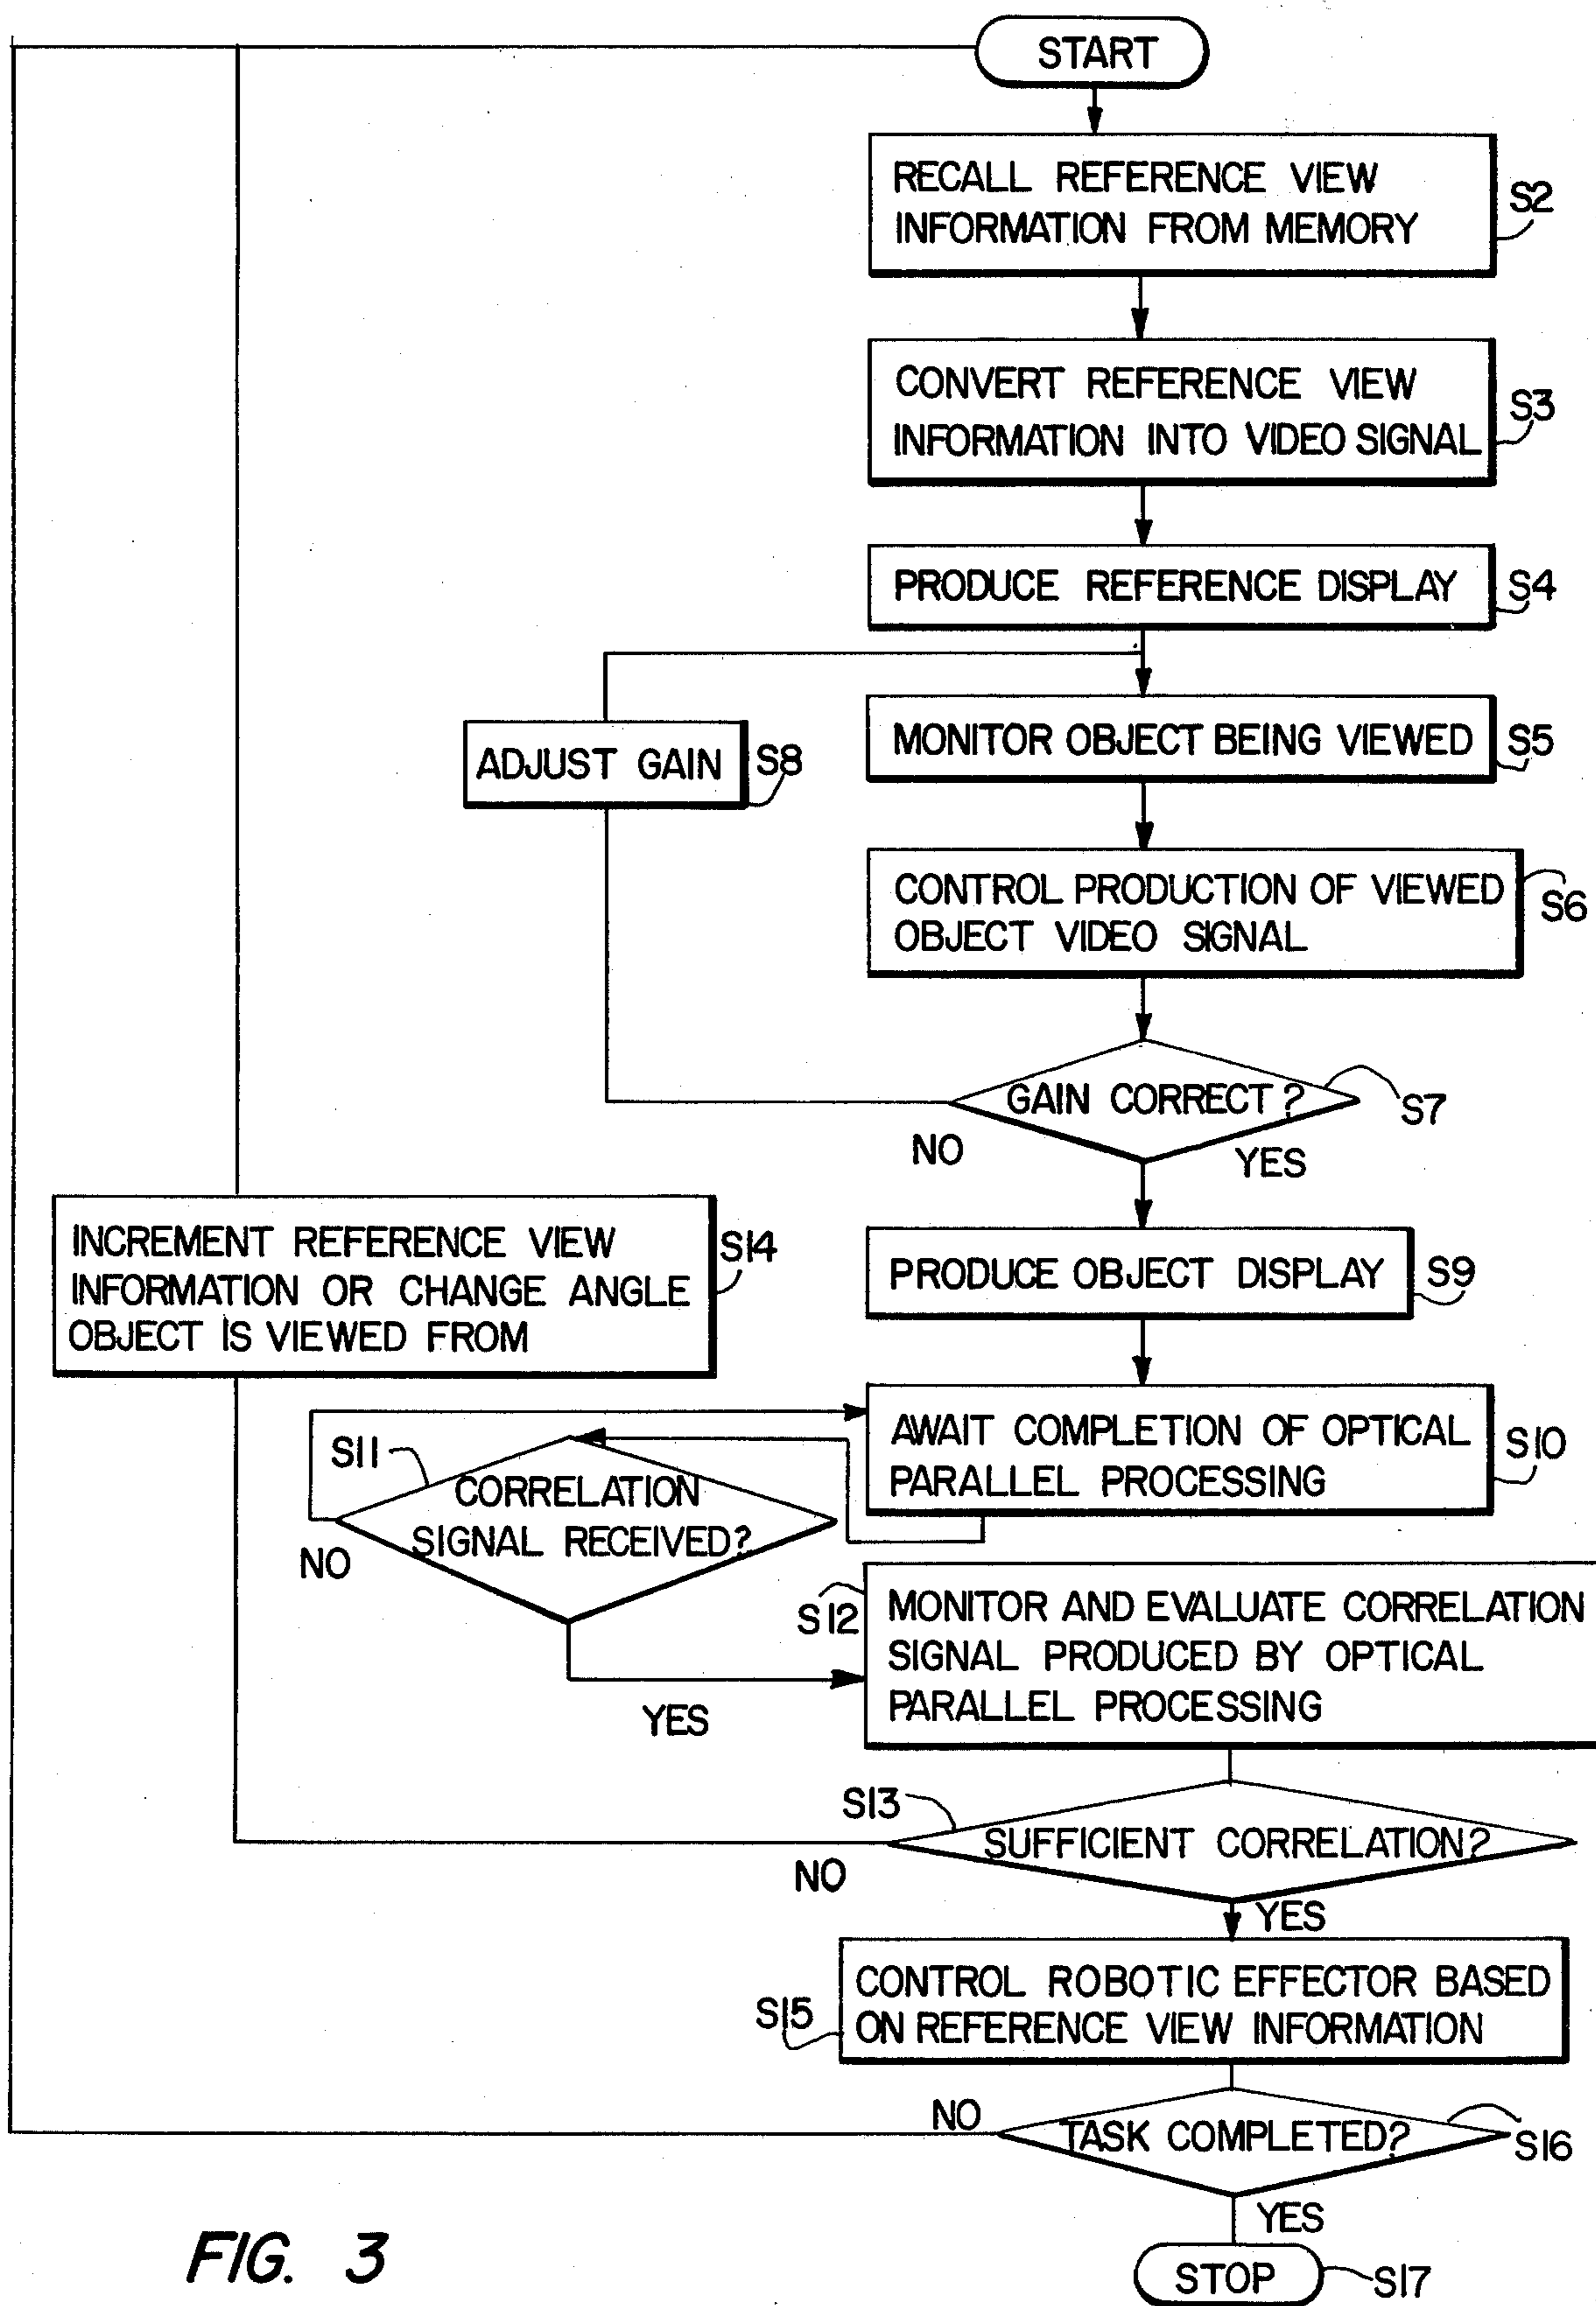 START
RECALL REFERENCE VIEW
INFORMATION FROM MEMORY
S2
CONVERT REFERENCE VIEW
INFORMATION INTO VIDEO SIGNAL
S3
PRODUCE REFERENCE DISPLAY
S4
MONITOR OBJECT BEING VIEWED
S5
ADJUST GAIN
S8
CONTROL PRODUCTION OF VIEWED
OBJECT VIDEO SIGNAL
S6
GAIN CORRECT?
S7
NO
YES
INCREMENT REFERENCE VIEW
INFORMATION OR CHANGE ANGLE
OBJECT IS VIEWED FROM
S14
PRODUCE OBJECT DISPLAY
S9
AWAIT COMPLETION OF OPTICAL
PARALLEL PROCESSING
S10
S11
CORRELATION
SIGNAL RECEIVED?
NO
YES
S12
MONITOR AND EVALUATE CORRELATION
SIGNAL PRODUCED BY OPTICAL
PARALLEL PROCESSING
S13
SUFFICIENT CORRELATION?
NO
YES
CONTROL ROBOTIC EFFECTOR BASED
ON REFERENCE VIEW INFORMATION
S15
NO
TASK COMPLETED?
S16
YES
STOP
S17
FIG. 3